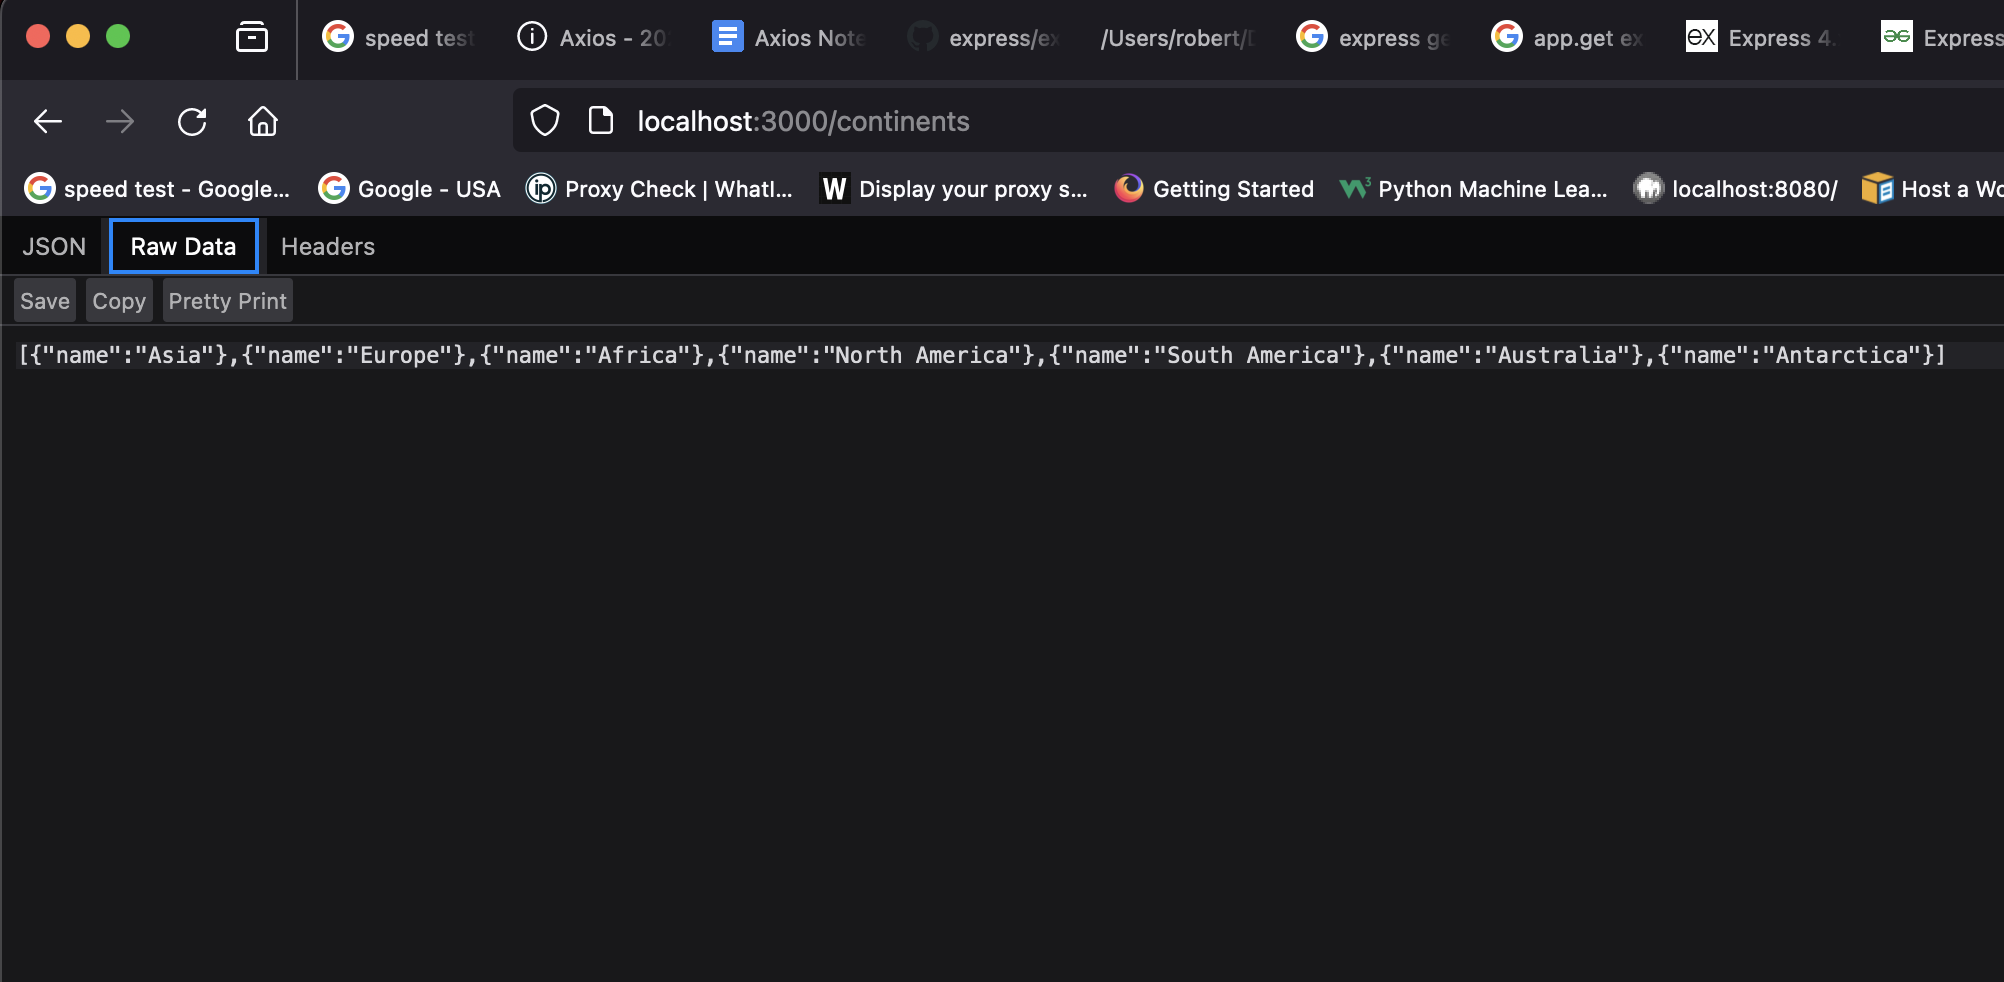 speed test
Axios - 20
Axios Note
express/ex
/Users/robert/D
express ge
app.get ex
eX Express 4.
Express
localhost:3000/continents
speed test - Google...
Google - USA
ip Proxy Check | WhatI...
W Display your proxy s...
Getting Started
W3 Python Machine Lea...
localhost:8080/
Host a Wo
JSON
Raw Data
Headers
Save
Copy
Pretty Print
[{"name":"Asia"},{"name":"Europe"},{"name":"Africa"},{"name":"North America"},{"name":"South America"},{"name":"Australia"},{"name":"Antarctica"}]